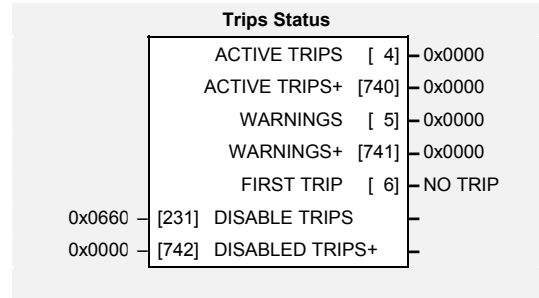 Trips Status
ACTIVE TRIPS [ 4] 0x0000
ACTIVE TRIPS+ [740] 0x0000
WARNINGS [ 5] 0x0000
WARNINGS+ [741] 0x0000
FIRST TRIP [ 6] NO TRIP
0x0660 [231] DISABLE TRIPS
0x0000 [742] DISABLED TRIPS+